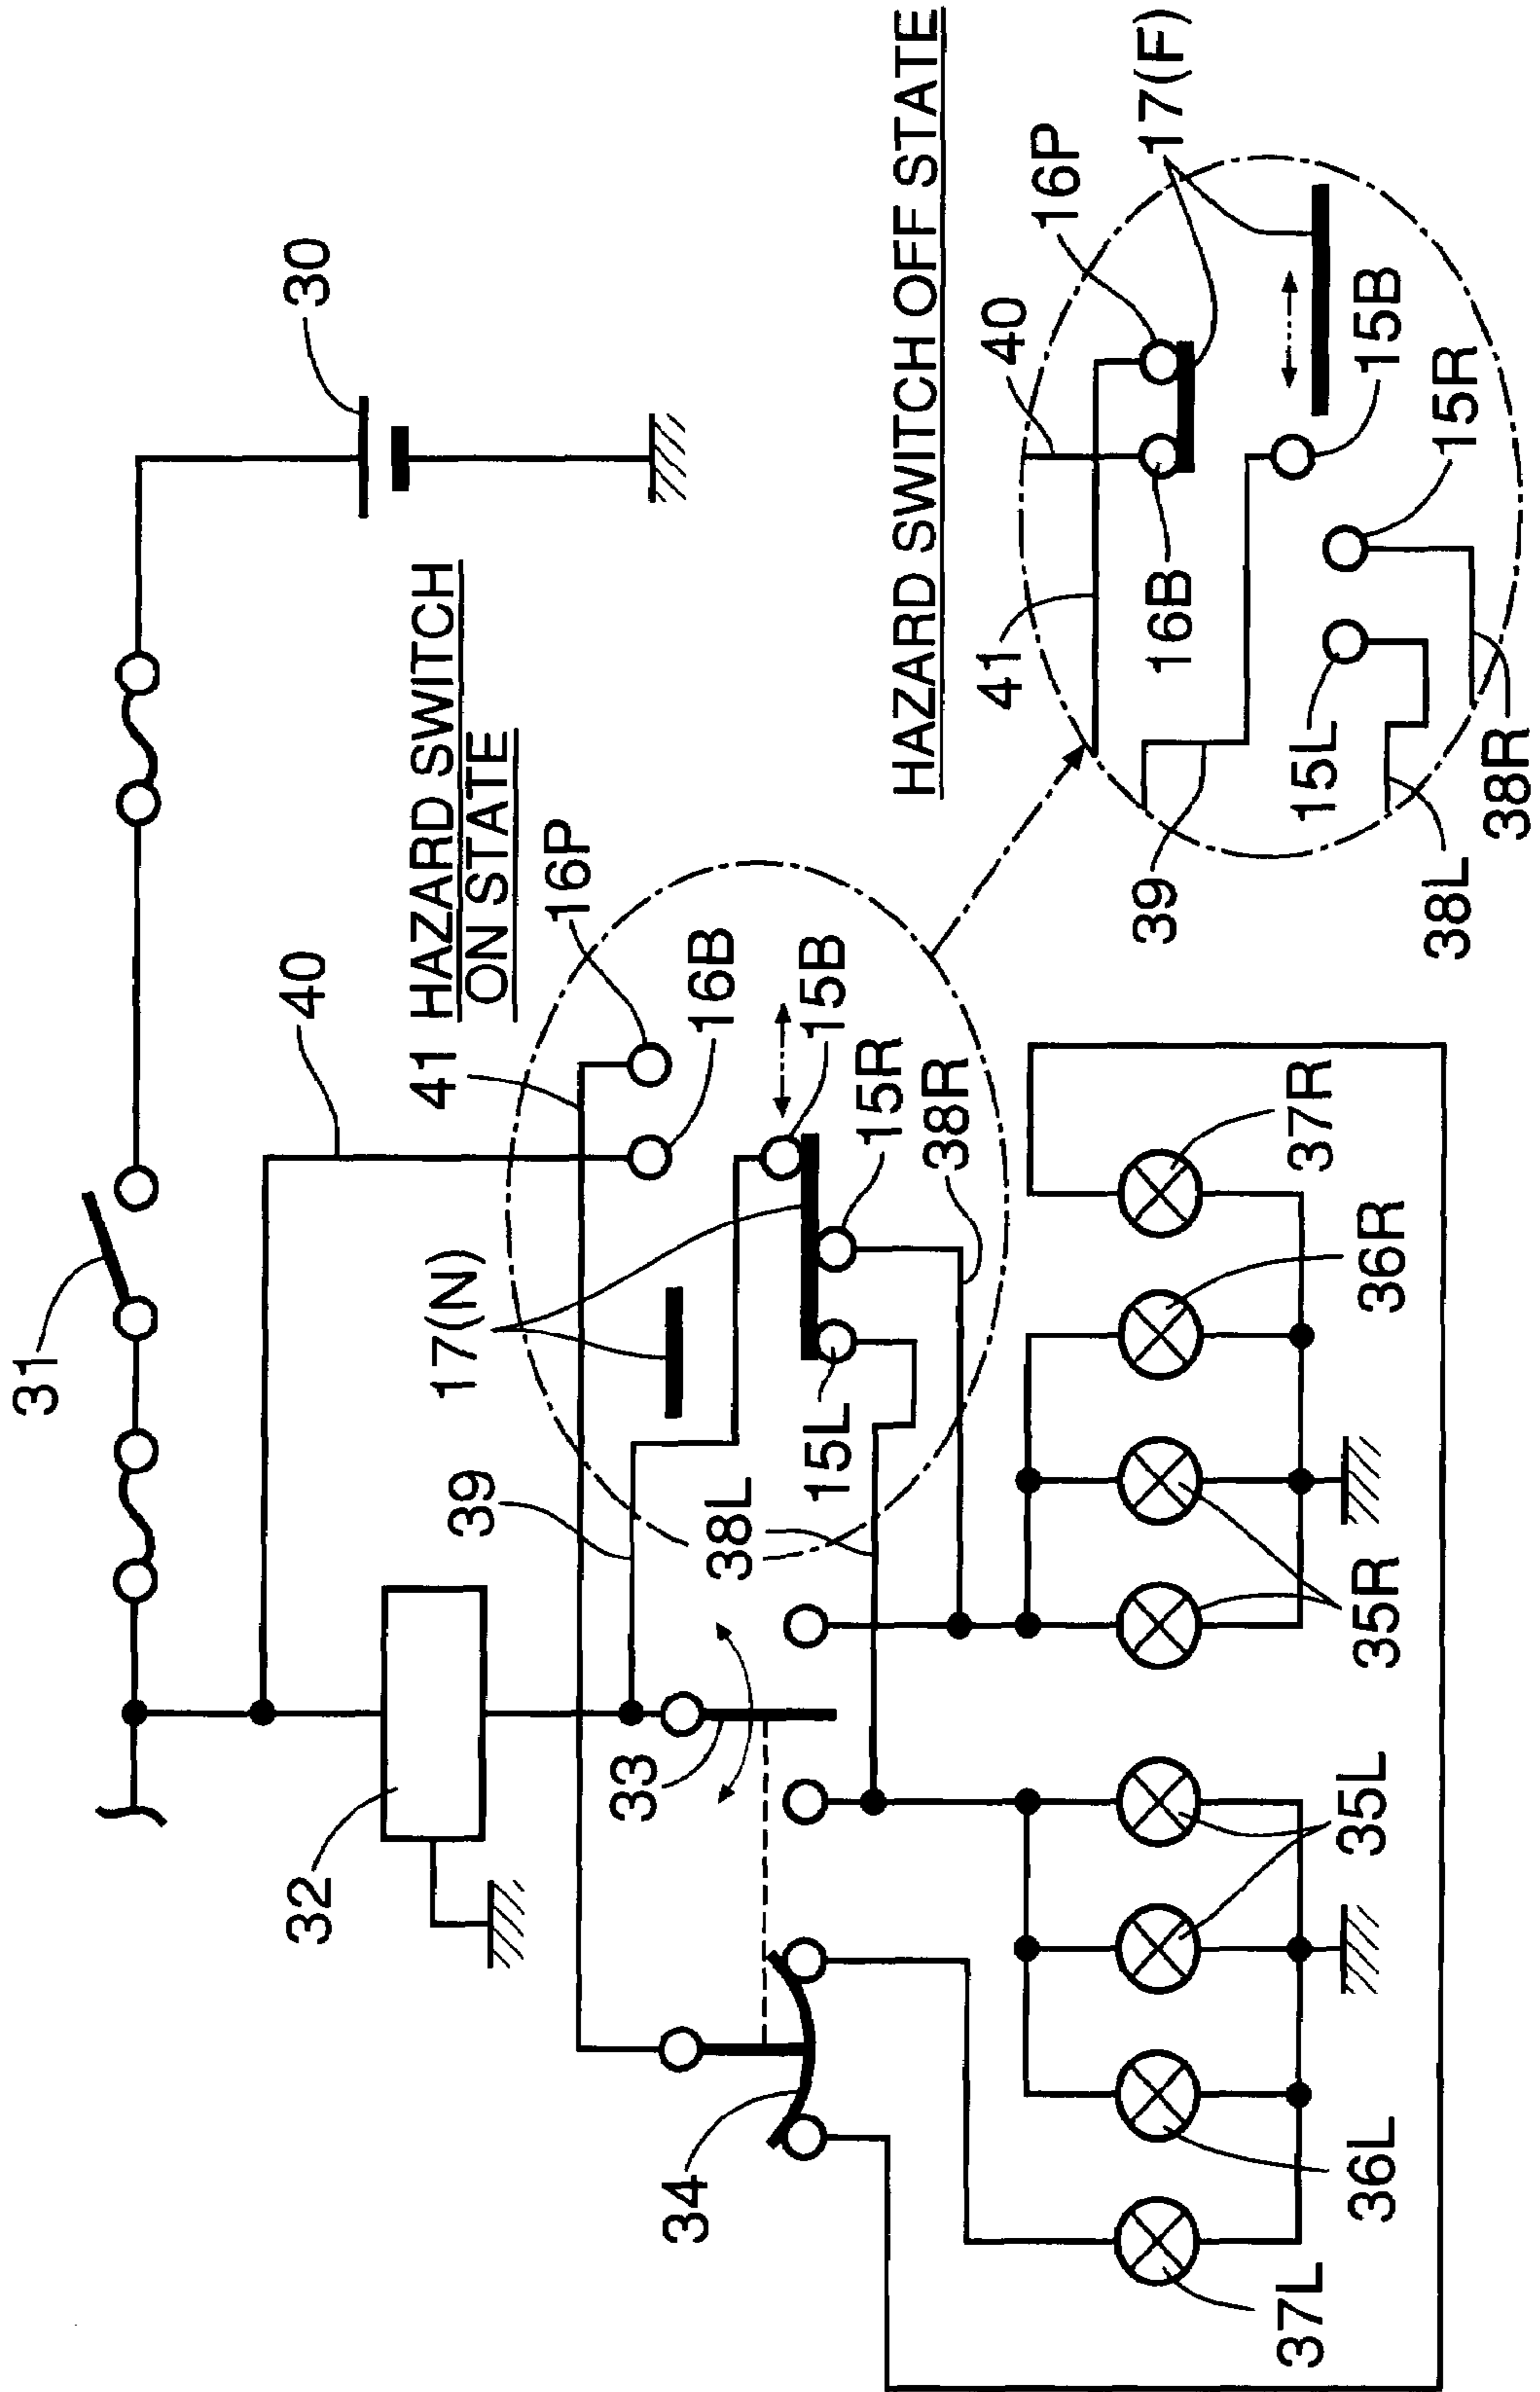 30
31
40
41
HAZARD SWITCH
ON STATE
16P
16B
15B
15R
38R
17(N)
15L
38L
39
32
33
34
37R
36R
35R
35L
36L
37L
HAZARD SWITCH OFF STATE
17(F)
16P
40
41
16B
15B
15R
15L
39
38L
38R